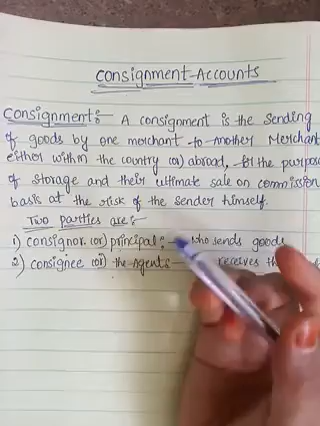 Consignment Accounts
Consignment:- A consignment is the sending
of goods by one merchant to Another Merchant
either within the country (or) abroad, for the purpose
of storage and their ultimate sale on commission
basis at the risk of the sender himself.
Two parties are:-
1) consignor (or) principal:- who sends goods
2) consignee (or) the Agents receives the